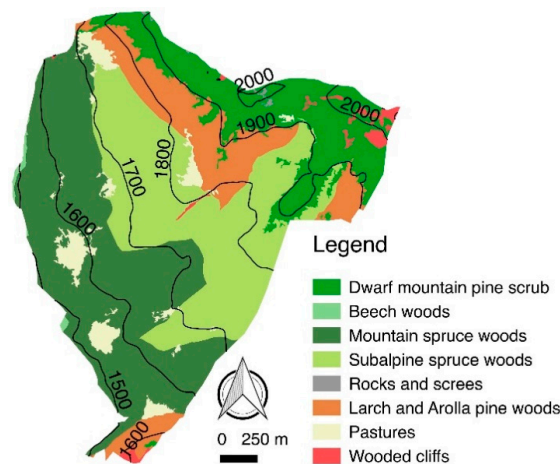 2000
2000
1900
1800
1700
1600
1500
1600
Legend
Dwarf mountain pine scrub
Beech woods
Mountain spruce woods
Subalpine spruce woods
Rocks and screes
Larch and Arolla pine woods
Pastures
Wooded cliffs
0 250 m